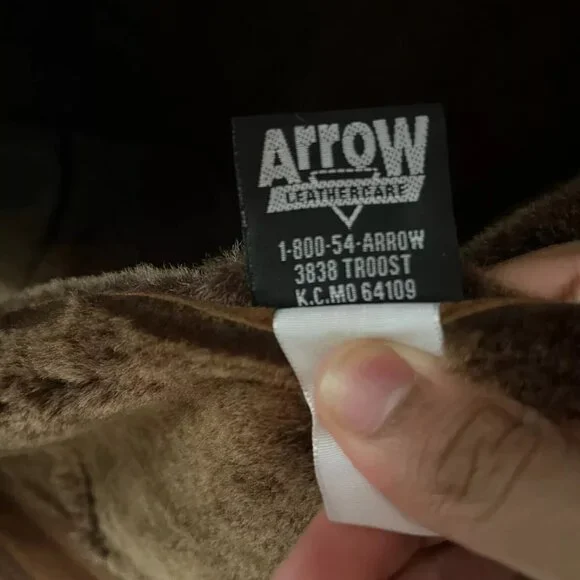 Arrow
LEATHERCARE
1-800-54-ARROW
3838 TROOST
K.C.MO 64109